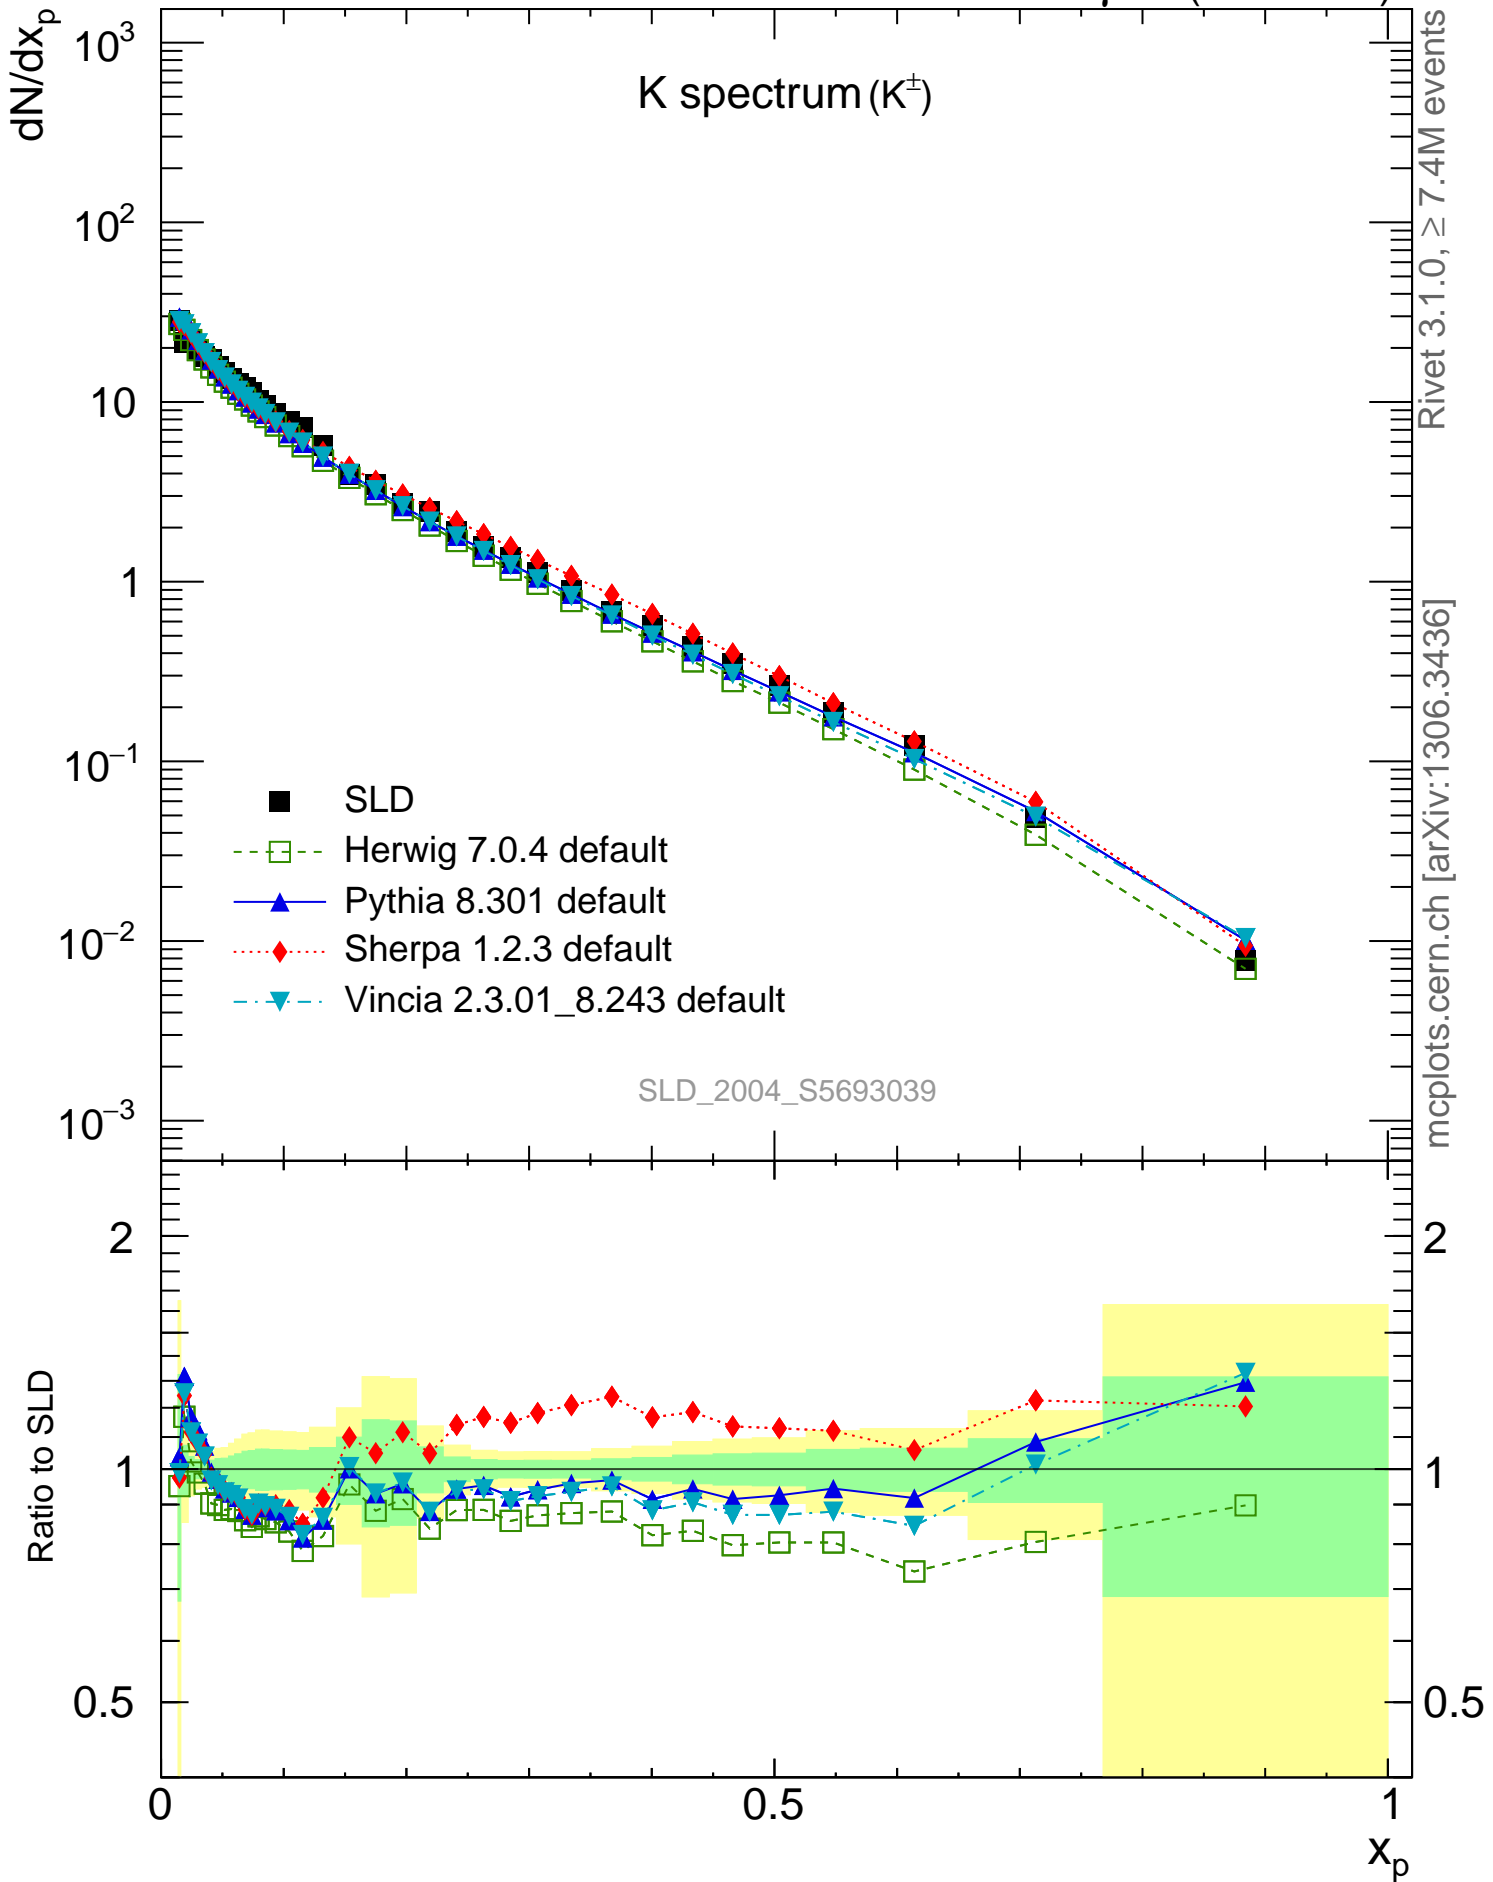 dN/dx_p
K spectrum (K^±)
10^3
10^2
10
1
10^−1
10^−2
10^−3
SLD
Herwig 7.0.4 default
Pythia 8.301 default
Sherpa 1.2.3 default
Vincia 2.3.01_8.243 default
SLD_2004_S5693039
Rivet 3.1.0, ≥ 7.4M events
mcplots.cern.ch [arXiv:1306.3436]
Ratio to SLD
2
1
0.5
2
1
0.5
0
0.5
1
x_p